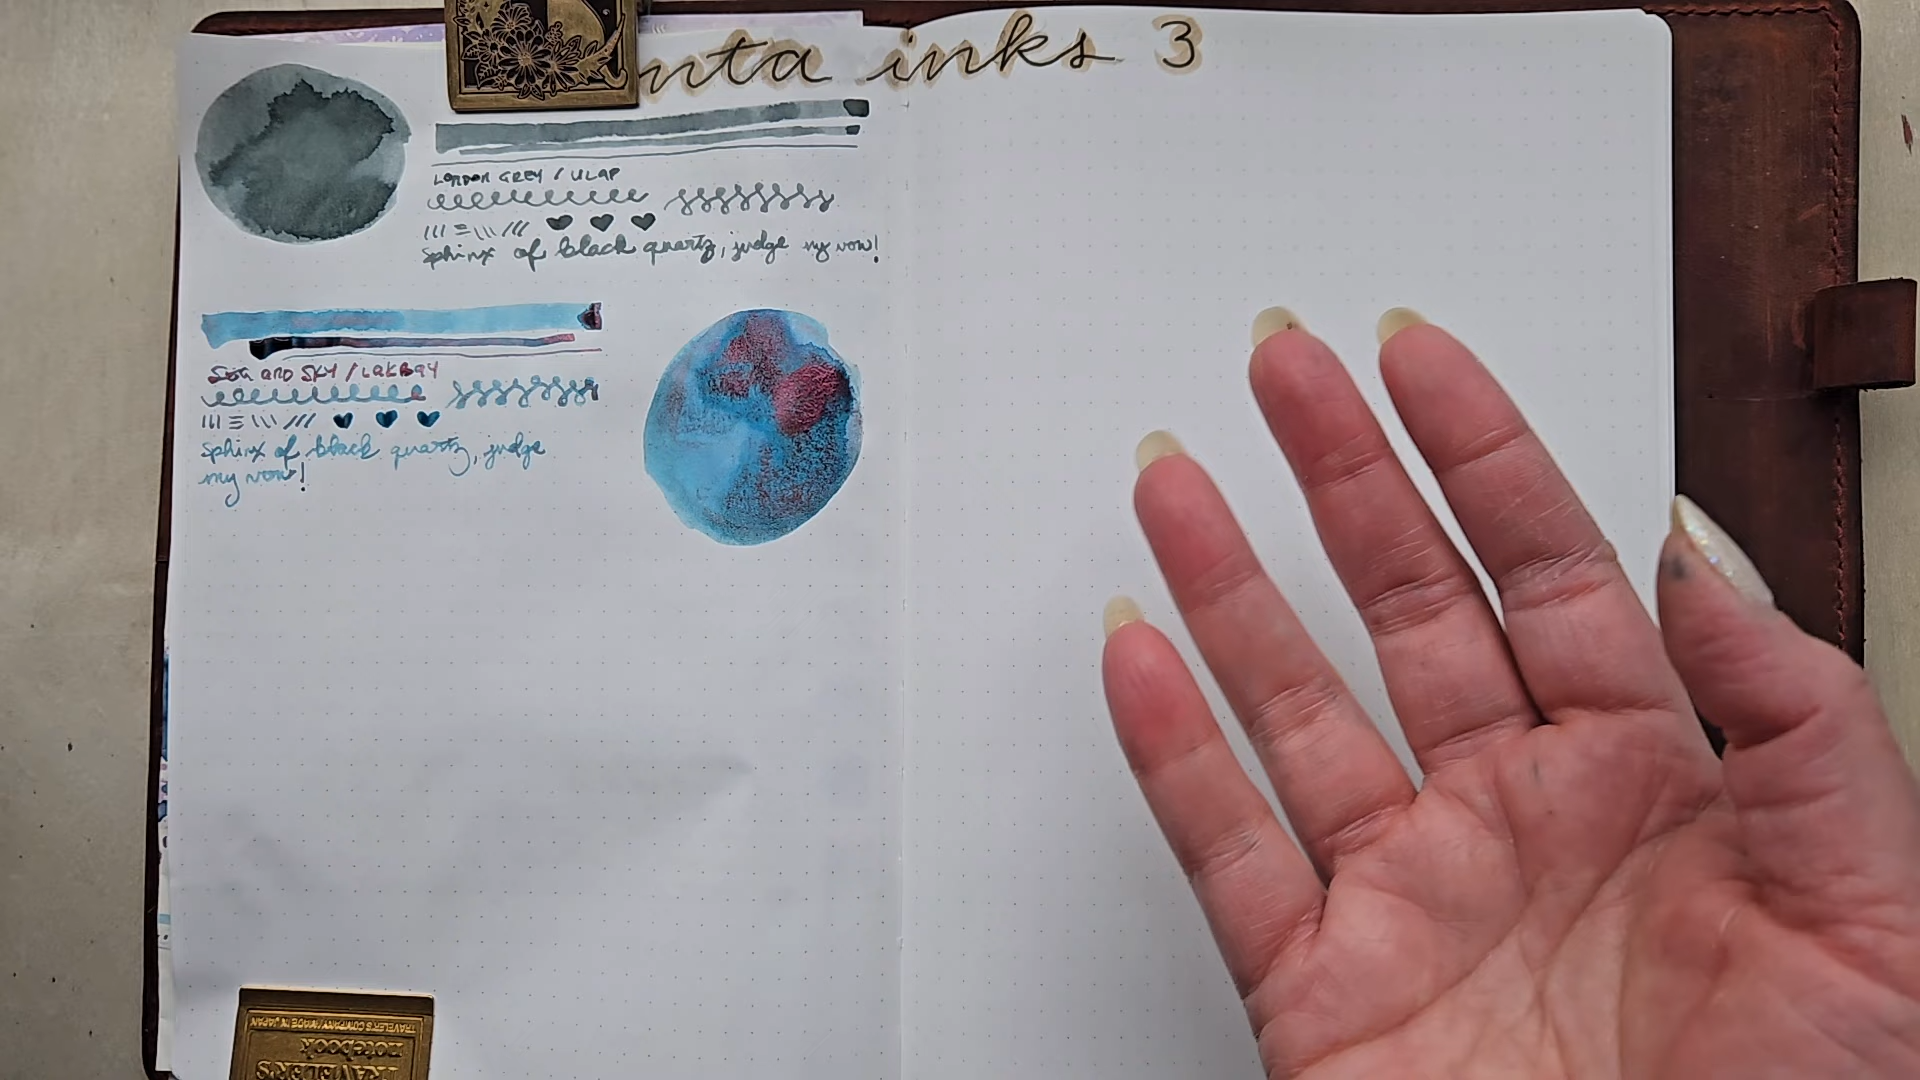 nta inks 3
LONDON GREY / ULAP
Sphinx of black quartz, judge my vow!
SEA AND SKY / LAKBAY
Sphinx of black quartz, judge
my vow!
TRAVELER'S COMPANY/MADE IN JAPAN
notebook
TRAVELER'S